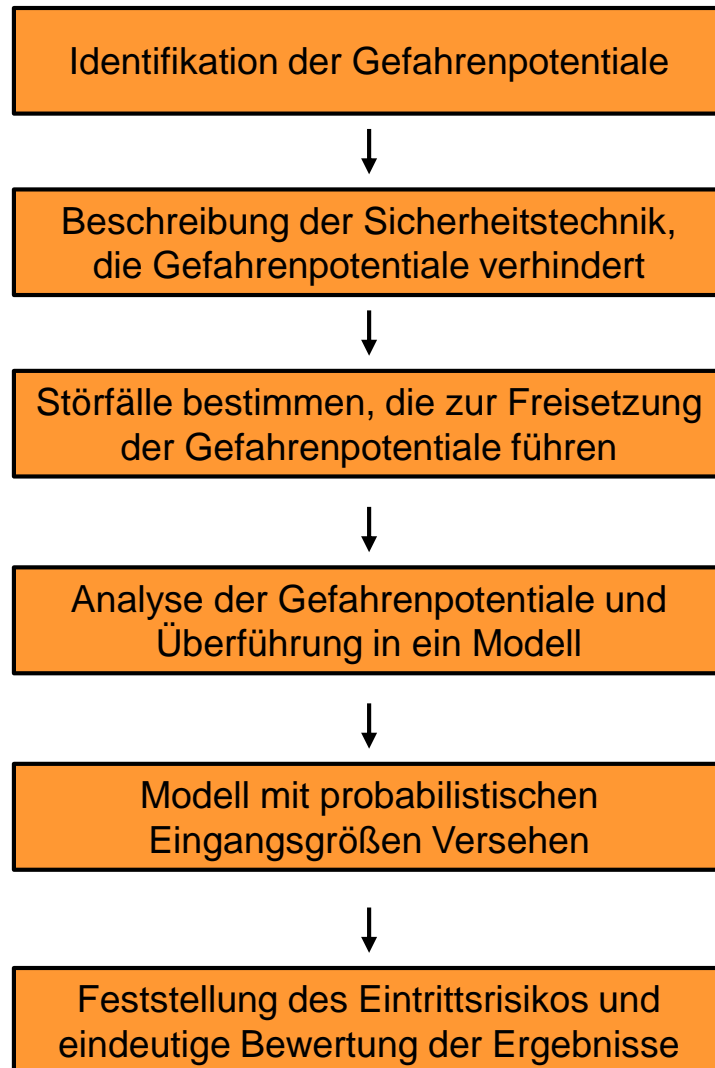 Identifikation der Gefahrenpotentiale
Beschreibung der Sicherheitstechnik,
die Gefahrenpotentiale verhindert
Störfälle bestimmen, die zur Freisetzung
der Gefahrenpotentiale führen
Analyse der Gefahrenpotentiale und
Überführung in ein Modell
Modell mit probabilistischen
Eingangsgrößen Versehen
Feststellung des Eintrittsrisikos und
eindeutige Bewertung der Ergebnisse